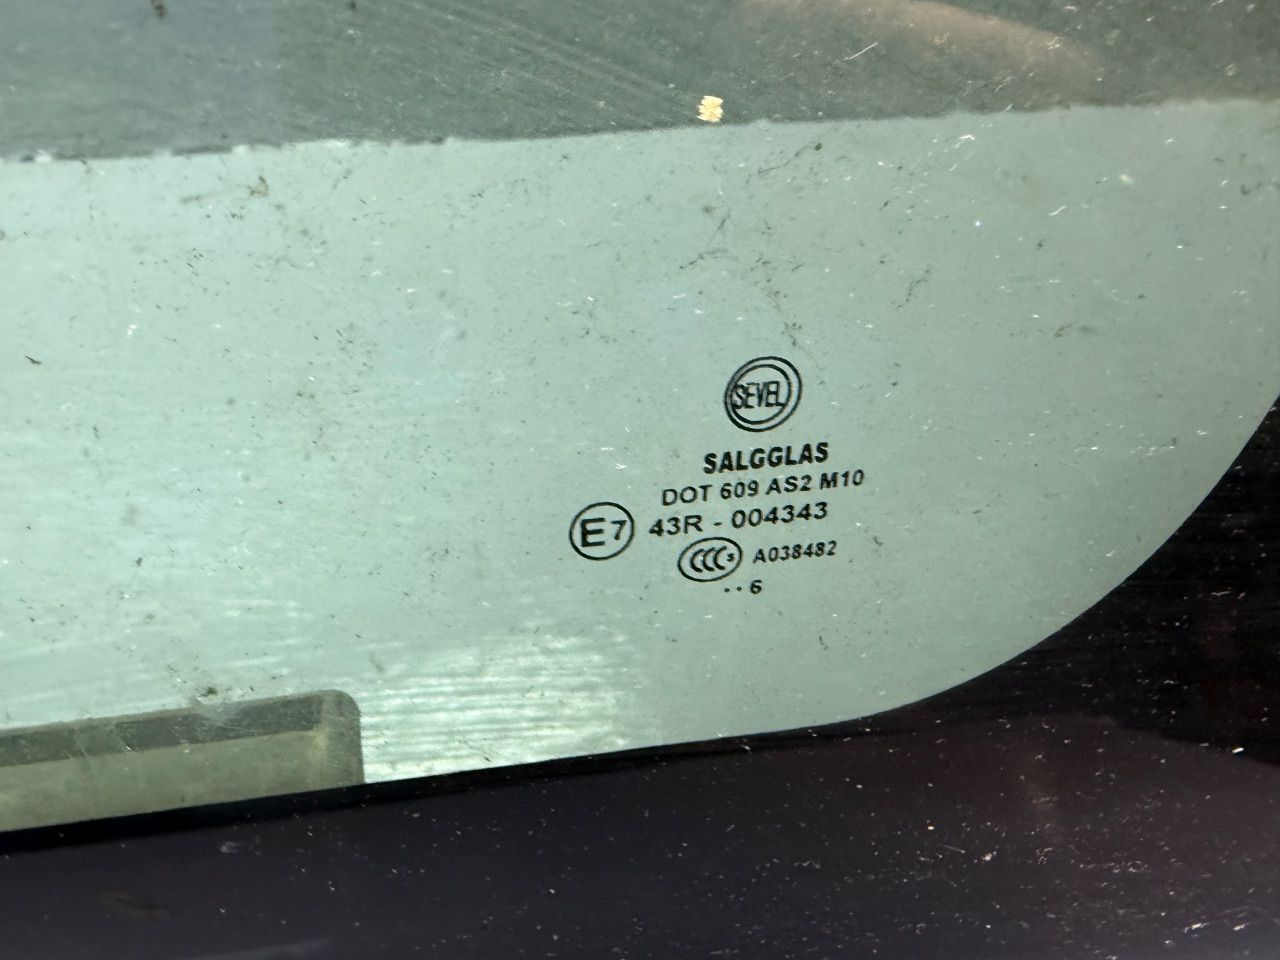 SEVEL
SALGGLAS
DOT 609 AS2 M10
E7 43R - 004343
CCC S A038482
··6